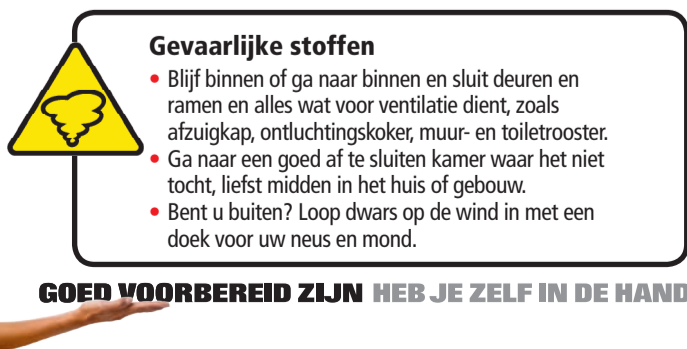 Gevaarlijke stoffen
• Blijf binnen of ga naar binnen en sluit deuren en
ramen en alles wat voor ventilatie dient, zoals
afzuigkap, ontluchtingskoker, muur- en toiletrooster.
• Ga naar een goed af te sluiten kamer waar het niet
tocht, liefst midden in het huis of gebouw.
• Bent u buiten? Loop dwars op de wind in met een
doek voor uw neus en mond.
GOED VOORBEREID ZIJN HEB JE ZELF IN DE HAND